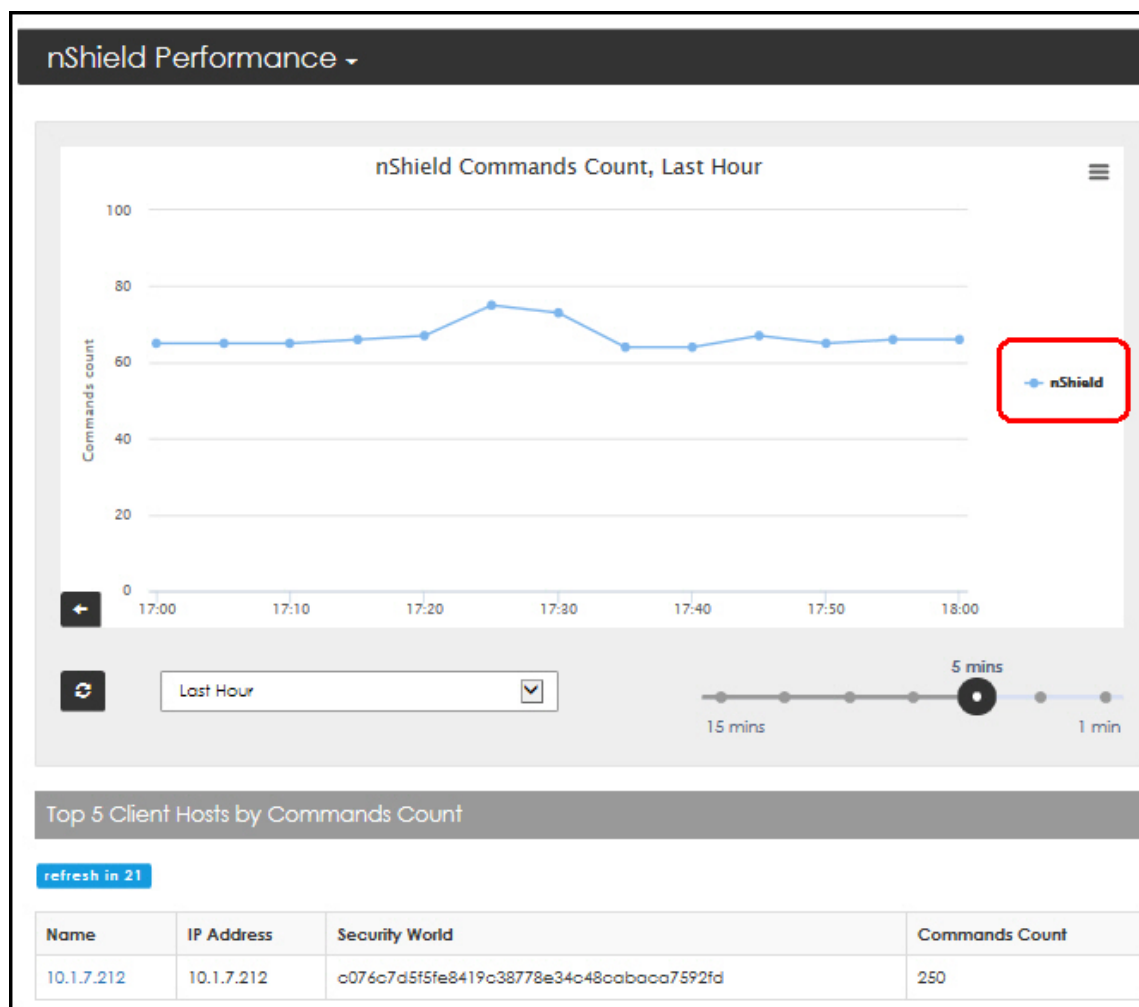 nShield Performance
nShield Commands Count, Last Hour
100
80
60
40
20
0
Commands count
17:00 17:10 17:20 17:30 17:40 17:50 18:00
nShield
Last Hour
5 mins
15 mins 1 min
Top 5 Client Hosts by Commands Count
refresh in 21
Name IP Address Security World Commands Count
10.1.7.212 10.1.7.212 c076c7d5f5fe8419c38778e34c48cabaca7592fd 250